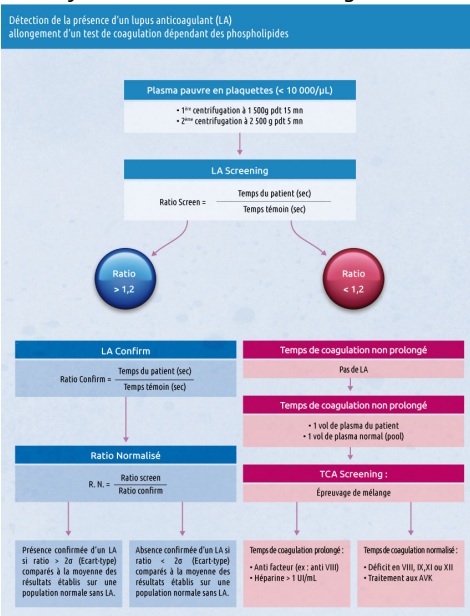 Détection de la présence d'un lupus anticoagulant (LA)
allongement d'un test de coagulation dépendant des phospholipides
Plasma pauvre en plaquettes (< 10 000/µL)
• 1ère centrifugation à 1 500g pdt 15 mn
• 2ème centrifugation à 2 500 g pdt 5 mn
LA Screening
Ratio Screen = Temps du patient (sec)
Temps témoin (sec)
Ratio
> 1,2
Ratio
< 1,2
LA Confirm
Ratio Confirm = Temps du patient (sec)
Temps témoin (sec)
Ratio Normalisé
R. N. = Ratio screen
Ratio confirm
Présence confirmée d'un LA
si ratio > 2σ (Ecart-type)
comparés à la moyenne des
résultats établis sur une
population normale sans LA.
Absence confirmée d'un LA si
ratio < 2σ (Ecart-type)
comparés à la moyenne des
résultats établis sur une
population normale sans LA.
Temps de coagulation non prolongé
Pas de LA
Temps de coagulation non prolongé
• 1 vol de plasma du patient
• 1 vol de plasma normal (pool)
TCA Screening :
Épreuvage de mélange
Temps de coagulation prolongé :
• Anti facteur (ex : anti VIII)
• Héparine > 1 UI/mL
Temps de coagulation normalisé :
• Déficit en VIII, IX,XI ou XII
• Traitement aux AVK